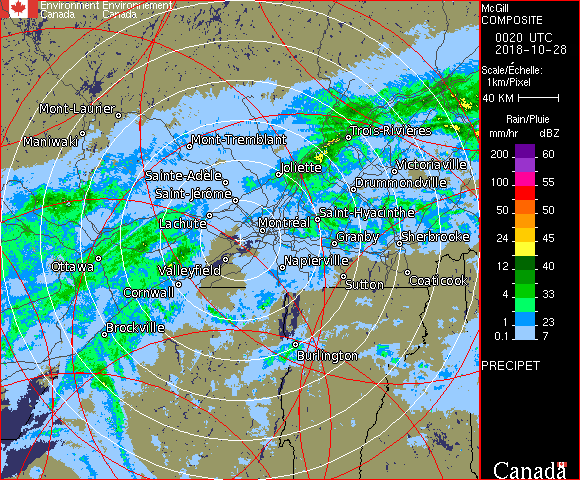 Environment Environnement
Canada Canada
McGill
COMPOSITE
0020 UTC
2018-10-28
Scale/Échelle:
1km/Pixel
40 KM
Rain/Pluie
mm/hr dBZ
200 60
100 55
50 50
24 45
12 40
4 33
1 23
0.1 7
PRECIPET
Canada
Mont-Laurier
Maniwaki
Mont-Tremblant
Trois-Rivières
Sainte-Adèle
Joliette
Victoriaville
Saint-Jérôme
Drummondville
Lachute
Saint-Hyacinthe
Montréal
Granby
Sherbrooke
Ottawa
Valleyfield
Napierville
Cornwall
Sutton
Coaticook
Brockville
Burlington